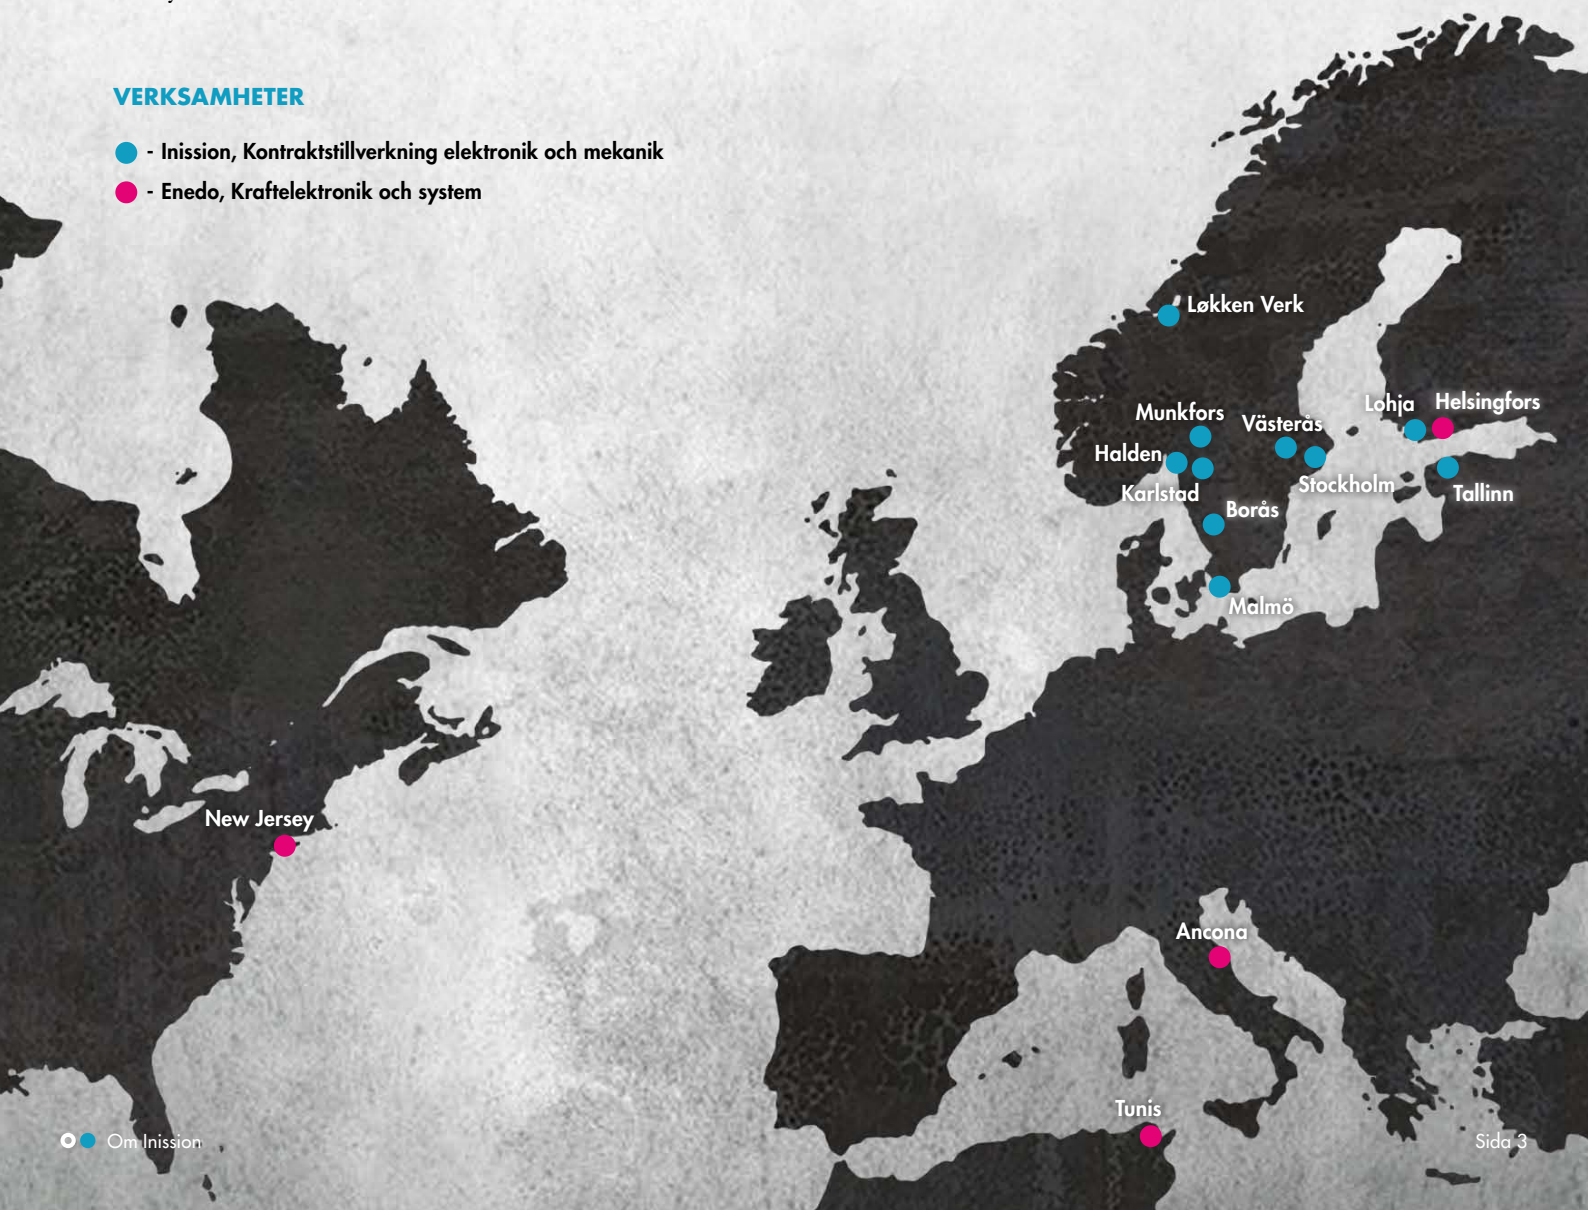 VERKSAMHETER
- Inission, Kontraktstillverkning elektronik och mekanik
- Enedo, Kraftelektronik och system
Løkken Verk
Lohja
Helsingfors
Munkfors
Västerås
Halden
Stockholm
Karlstad
Tallinn
Borås
Malmö
New Jersey
Ancona
Tunis
Om Inission
Sida 3